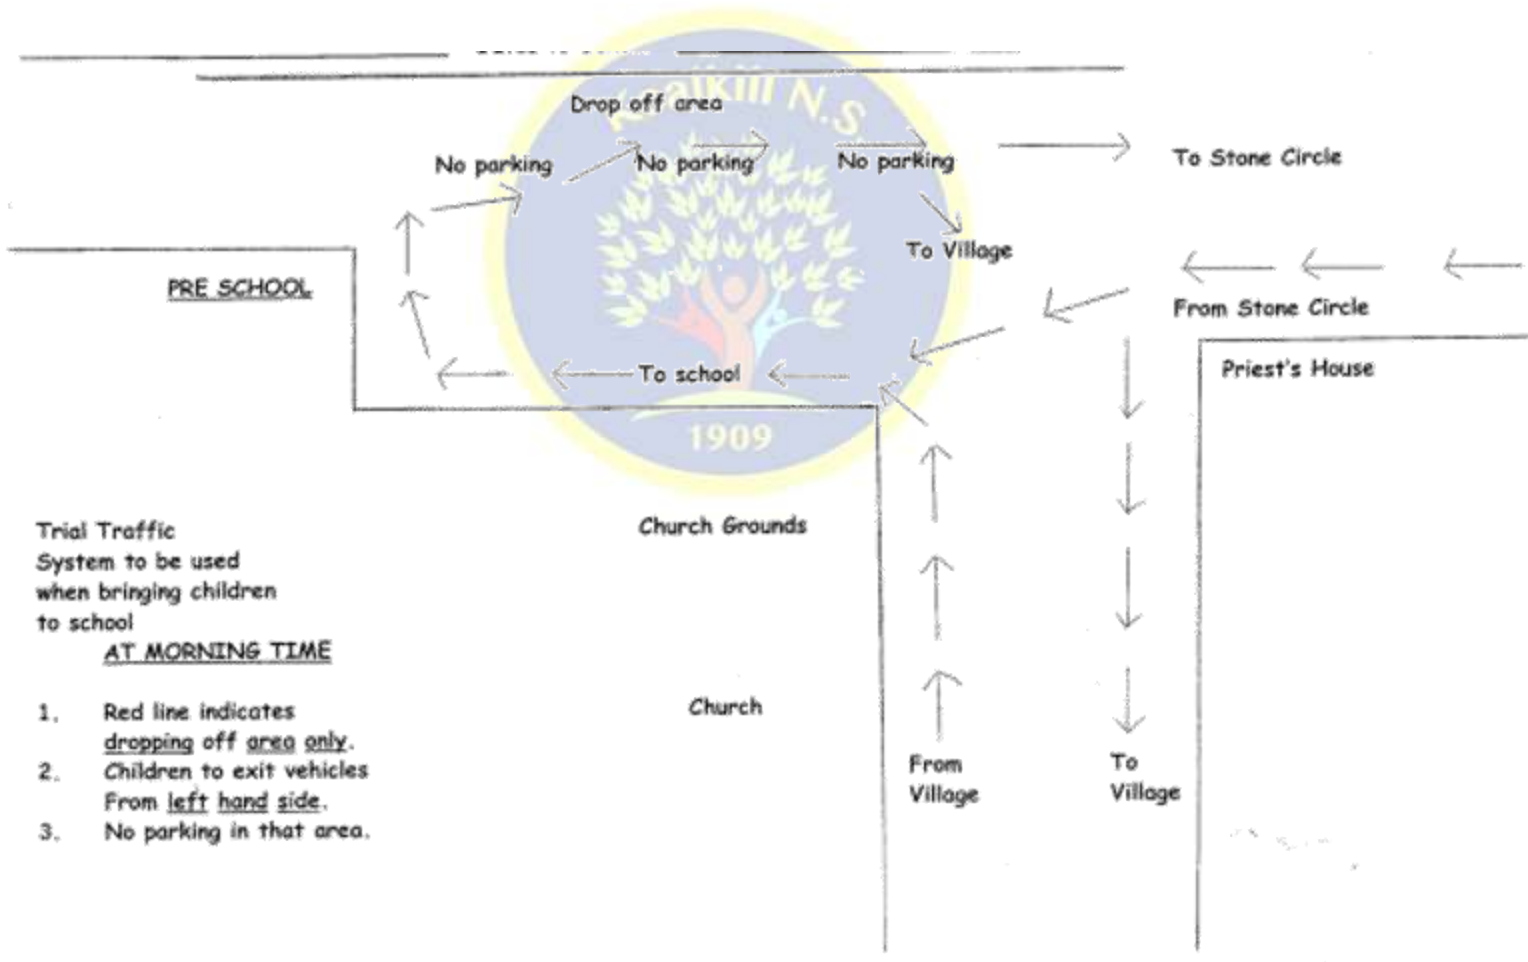 Drop off area
Kealkill N.S.
No parking
No parking
No parking
To Stone Circle
To Village
PRE SCHOOL
From Stone Circle
To school
Priest's House
1909
Church Grounds
Trial Traffic
System to be used
when bringing children
to school
AT MORNING TIME
1. Red line indicates
dropping off area only.
2. Children to exit vehicles
From left hand side.
3. No parking in that area.
Church
From
Village
To
Village